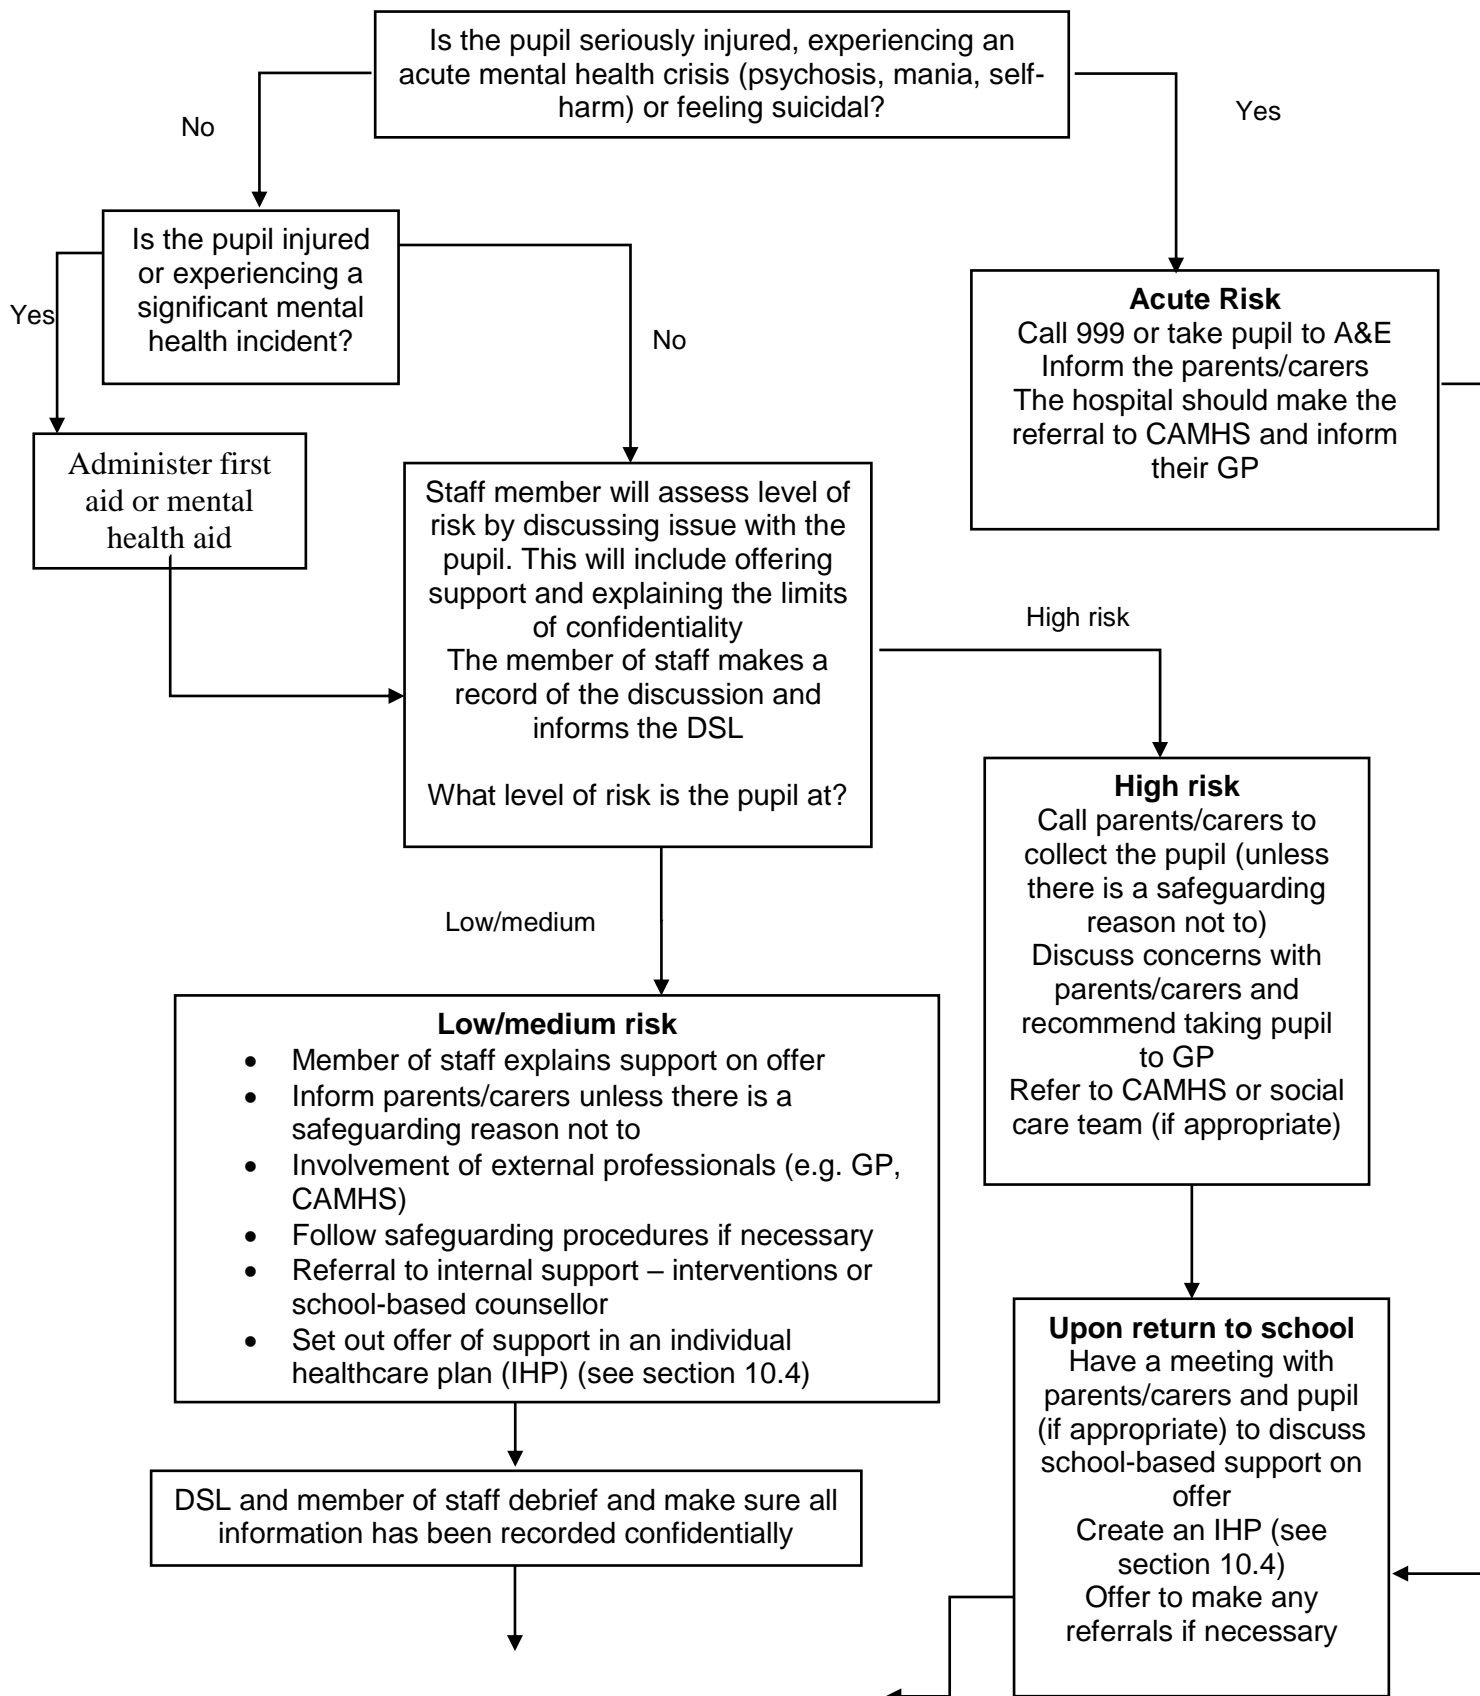 Is the pupil seriously injured, experiencing an
acute mental health crisis (psychosis, mania, self-
harm) or feeling suicidal?
No
Yes
Is the pupil injured
or experiencing a
significant mental
health incident?
Yes
No
Acute Risk
Call 999 or take pupil to A&E
Inform the parents/carers
The hospital should make the
referral to CAMHS and inform
their GP
Administer first
aid or mental
health aid
Staff member will assess level of
risk by discussing issue with the
pupil. This will include offering
support and explaining the limits
of confidentiality
The member of staff makes a
record of the discussion and
informs the DSL
What level of risk is the pupil at?
High risk
High risk
Call parents/carers to
collect the pupil (unless
there is a safeguarding
reason not to)
Discuss concerns with
parents/carers and
recommend taking pupil
to GP
Refer to CAMHS or social
care team (if appropriate)
Low/medium
Low/medium risk
• Member of staff explains support on offer
• Inform parents/carers unless there is a
safeguarding reason not to
• Involvement of external professionals (e.g. GP,
CAMHS)
• Follow safeguarding procedures if necessary
• Referral to internal support – interventions or
school-based counsellor
• Set out offer of support in an individual
healthcare plan (IHP) (see section 10.4)
Upon return to school
Have a meeting with
parents/carers and pupil
(if appropriate) to discuss
school-based support on
offer
Create an IHP (see
section 10.4)
Offer to make any
referrals if necessary
DSL and member of staff debrief and make sure all
information has been recorded confidentially